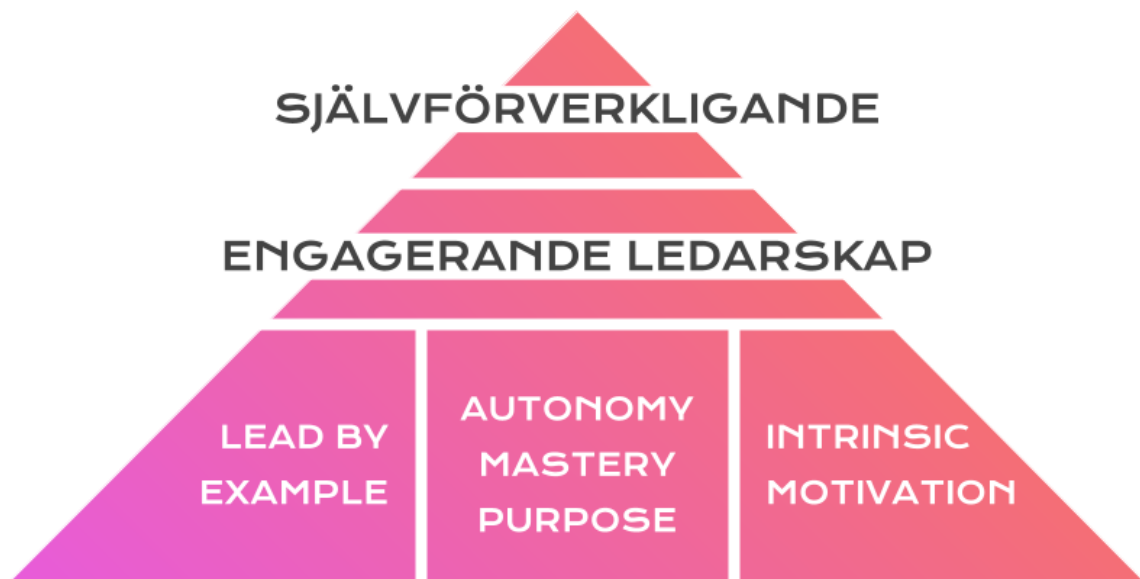 SJÄLVFÖRVERKLIGANDE
ENGAGERANDE LEDARSKAP
LEAD BY
EXAMPLE
AUTONOMY
MASTERY
PURPOSE
INTRINSIC
MOTIVATION